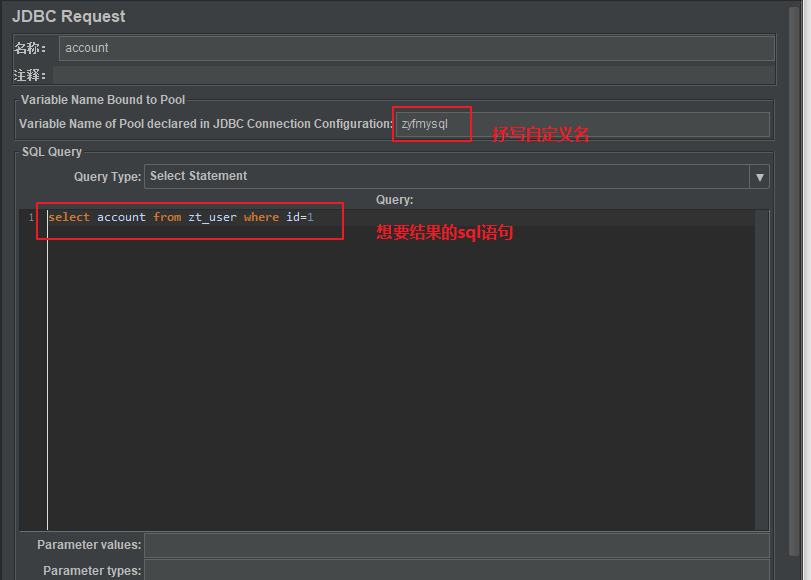 JDBC Request
名称： account
注释：
Variable Name Bound to Pool
Variable Name of Pool declared in JDBC Connection Configuration: zyfmysql
抒写自定义名
SQL Query
Query Type: Select Statement
Query:
1 select account from zt_user where id=1
想要结果的sql语句
Parameter values:
Parameter types: